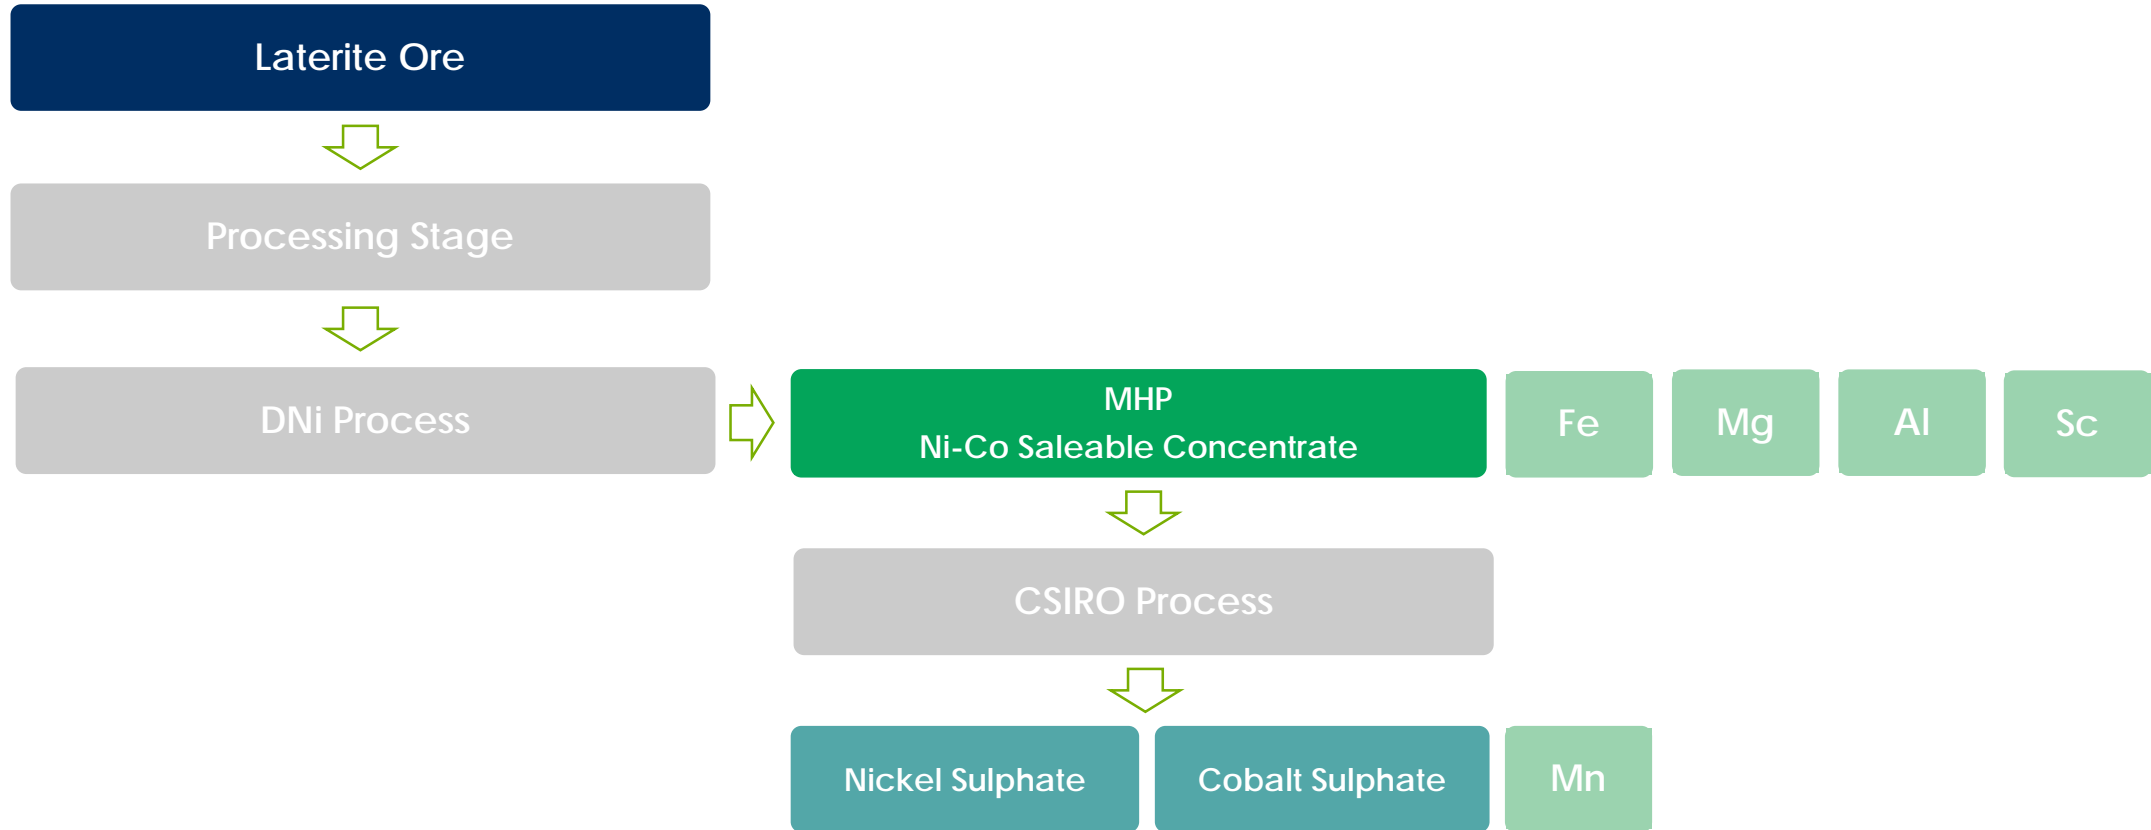 Laterite Ore
Processing Stage
DNi Process
MHP
Ni-Co Saleable Concentrate
Fe
Mg
Al
Sc
CSIRO Process
Nickel Sulphate
Cobalt Sulphate
Mn